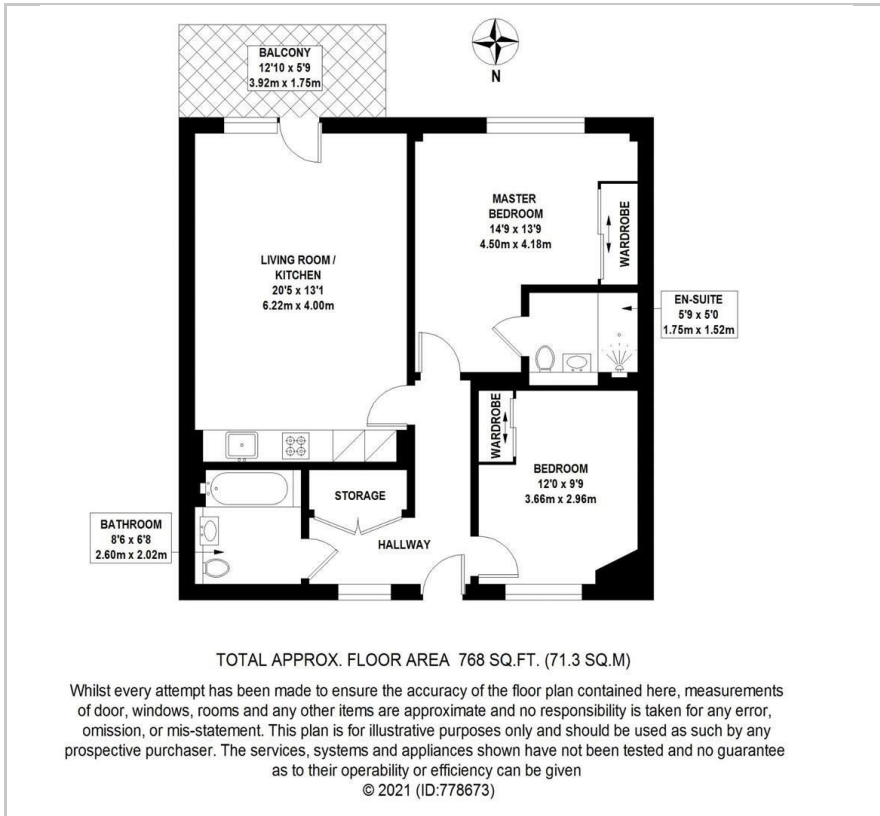 BALCONY
12'10 x 5'9
3.92m x 1.75m
N
MASTER
BEDROOM
14'9 x 13'9
4.50m x 4.18m
WARDROBE
LIVING ROOM /
KITCHEN
20'5 x 13'1
6.22m x 4.00m
EN-SUITE
5'9 x 5'0
1.75m x 1.52m
WARDROBE
BEDROOM
12'0 x 9'9
3.66m x 2.96m
STORAGE
BATHROOM
8'6 x 6'8
2.60m x 2.02m
HALLWAY
TOTAL APPROX. FLOOR AREA 768 SQ.FT. (71.3 SQ.M)
Whilst every attempt has been made to ensure the accuracy of the floor plan contained here, measurements
of door, windows, rooms and any other items are approximate and no responsibility is taken for any error,
omission, or mis-statement. This plan is for illustrative purposes only and should be used as such by any
prospective purchaser. The services, systems and appliances shown have not been tested and no guarantee
as to their operability or efficiency can be given
© 2021 (ID:778673)